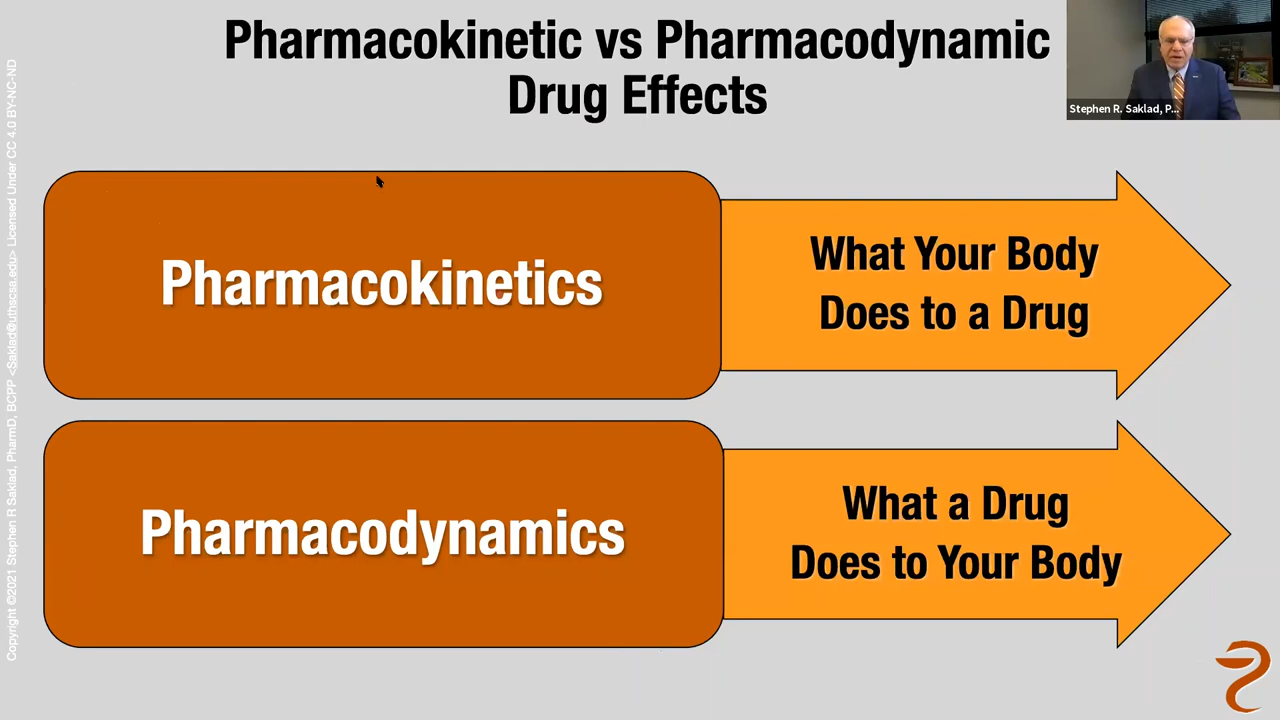 Pharmacokinetic vs Pharmacodynamic
Drug Effects
Stephen R. Saklad, P...
Pharmacokinetics
What Your Body
Does to a Drug
Pharmacodynamics
What a Drug
Does to Your Body
Copyright ©2021 Stephen R Saklad, PharmD, BCPP <Saklad@uthscsa.edu> Licensed Under CC 4.0 BY-NC-ND